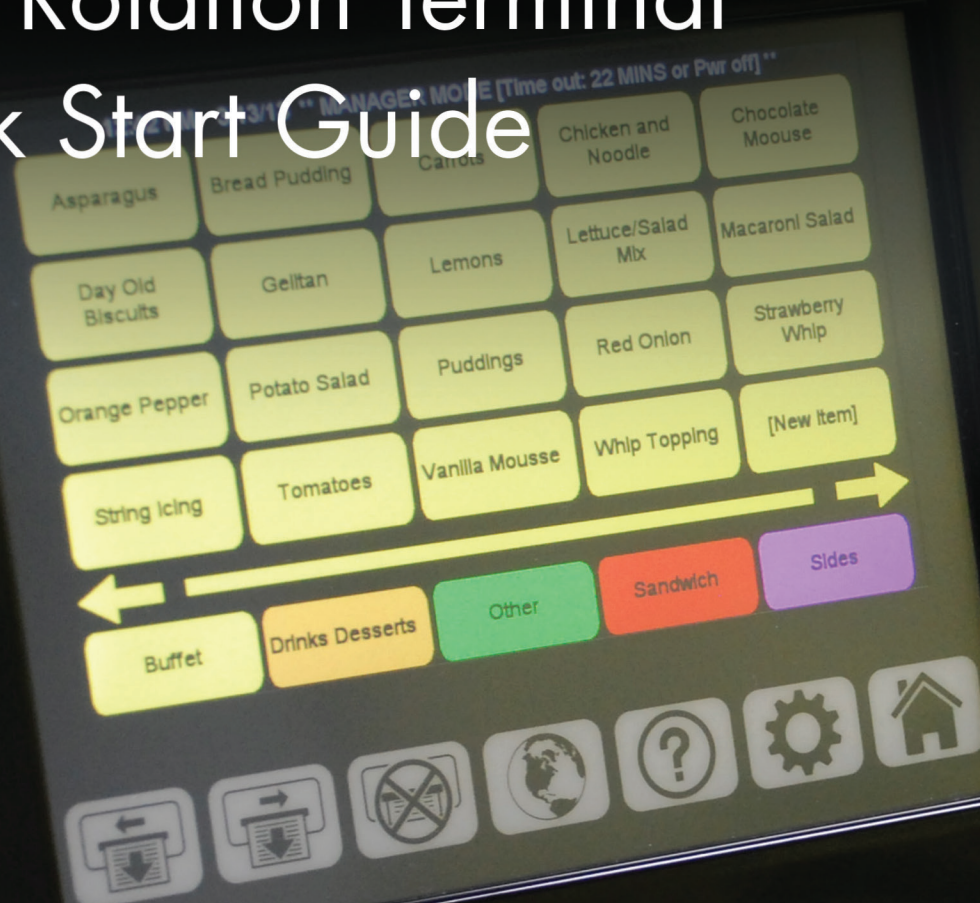 Rotation Terminal
Start Guide
MANAGER MODE [Time out: 22 MINS or Pwr off] **
Asparagus
Bread Pudding
Carrots
Chicken and
Noodle
Chocolate
Moouse
Day Old
Biscuits
Gelitan
Lemons
Lettuce/Salad
Mix
Macaroni Salad
Orange Pepper
Potato Salad
Puddings
Red Onion
Strawberry
Whip
String Icing
Tomatoes
Vanilla Mousse
Whip Topping
[New Item]
Buffet
Drinks Desserts
Other
Sandwich
Sides
?